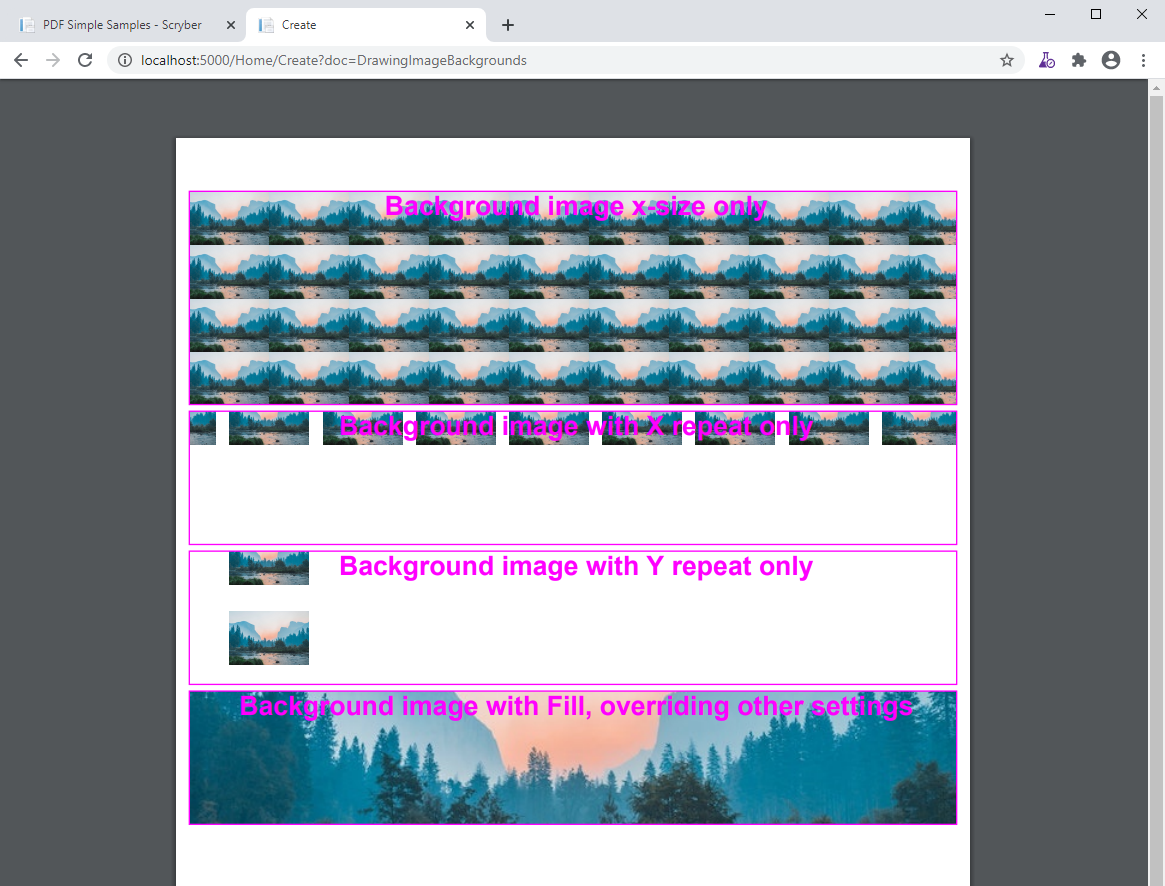 PDF Simple Samples - Scryber
Create
localhost:5000/Home/Create?doc=DrawingImageBackgrounds
Background image x-size only
Background image with X repeat only
Background image with Y repeat only
Background image with Fill, overriding other settings